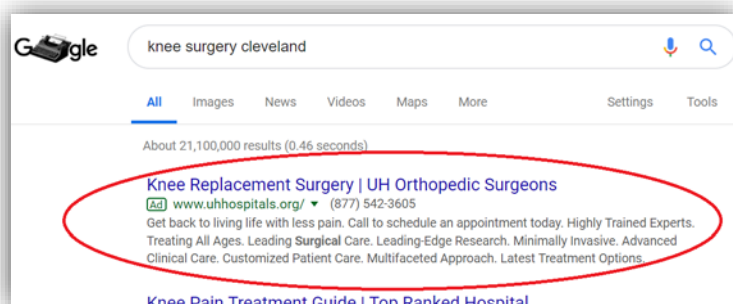 Google
knee surgery cleveland
All Images News Videos Maps More Settings Tools
About 21,100,000 results (0.46 seconds)
Knee Replacement Surgery | UH Orthopedic Surgeons
Ad www.uhhospitals.org/ ▼ (877) 542-3605
Get back to living life with less pain. Call to schedule an appointment today. Highly Trained Experts.
Treating All Ages. Leading Surgical Care. Leading-Edge Research. Minimally Invasive. Advanced
Clinical Care. Customized Patient Care. Multifaceted Approach. Latest Treatment Options.
Knee Pain Treatment Guide | Top Ranked Hospital